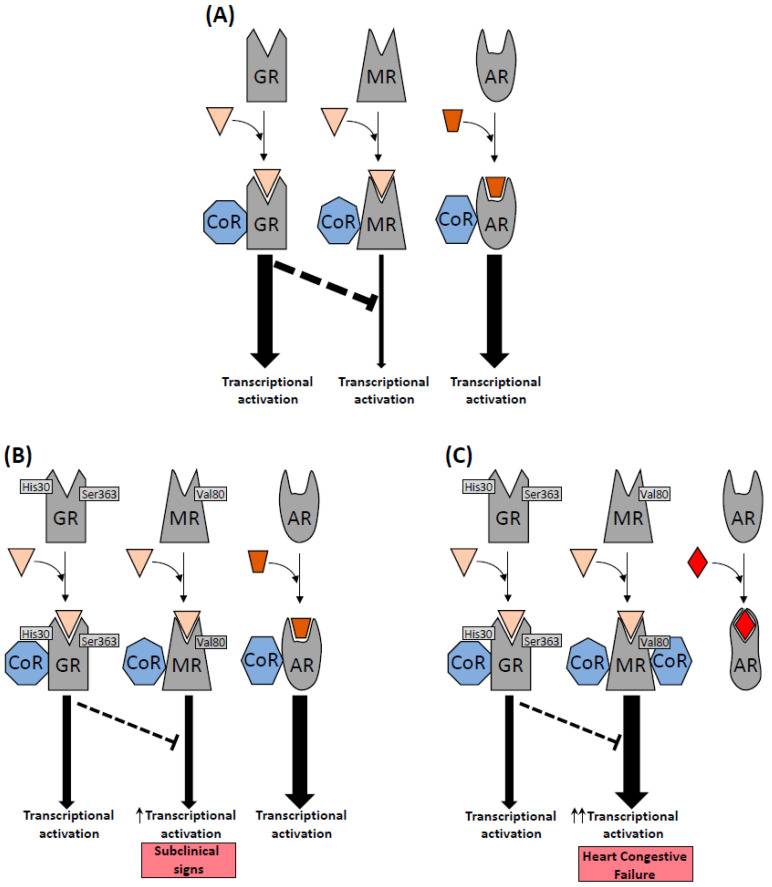 (A)
GR
MR
AR
CoR
GR
CoR
MR
CoR
AR
Transcriptional
activation
Transcriptional
activation
Transcriptional
activation
(B)
His30
Ser363
GR
Val80
MR
AR
His30
Ser363
CoR
GR
Val80
CoR
MR
CoR
AR
Transcriptional
activation
↑Transcriptional
activation
Subclinical
signs
Transcriptional
activation
(C)
His30
Ser363
GR
Val80
MR
AR
His30
Ser363
CoR
GR
Val80
CoR
MR
CoR
AR
Transcriptional
activation
↑↑Transcriptional
activation
Heart Congestive
Failure